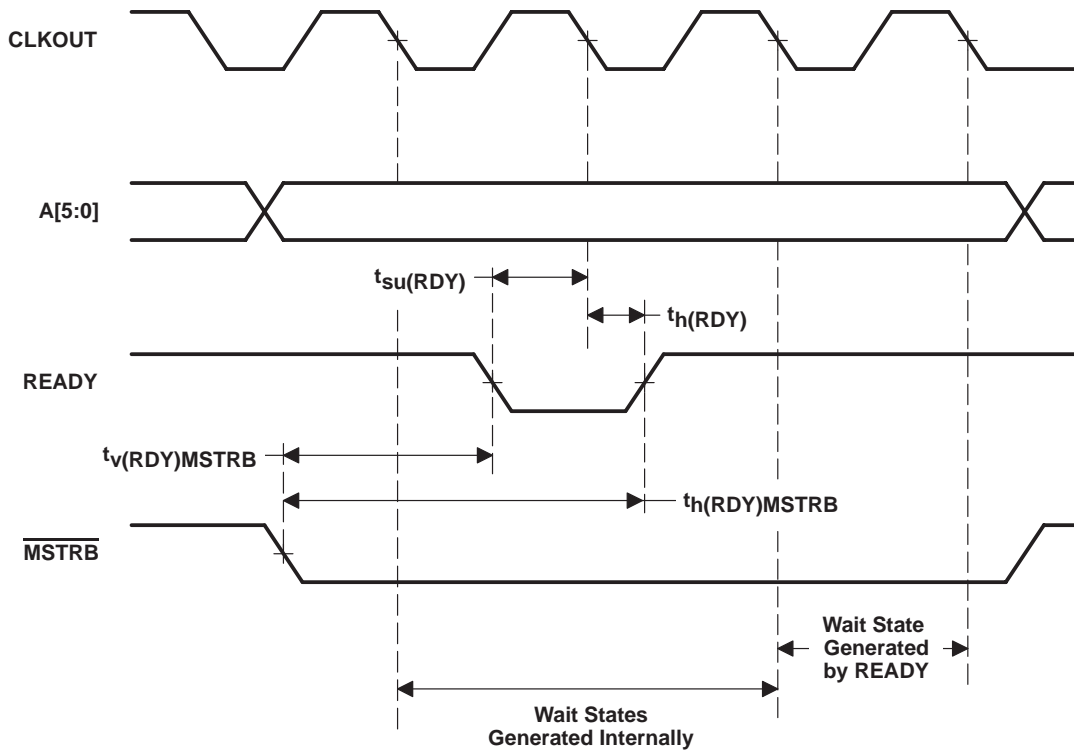 CLKOUT
A[5:0]
tsu(RDY)
th(RDY)
READY
tv(RDY)MSTRB
th(RDY)MSTRB
MSTRB
Wait State
Generated
by READY
Wait States
Generated Internally